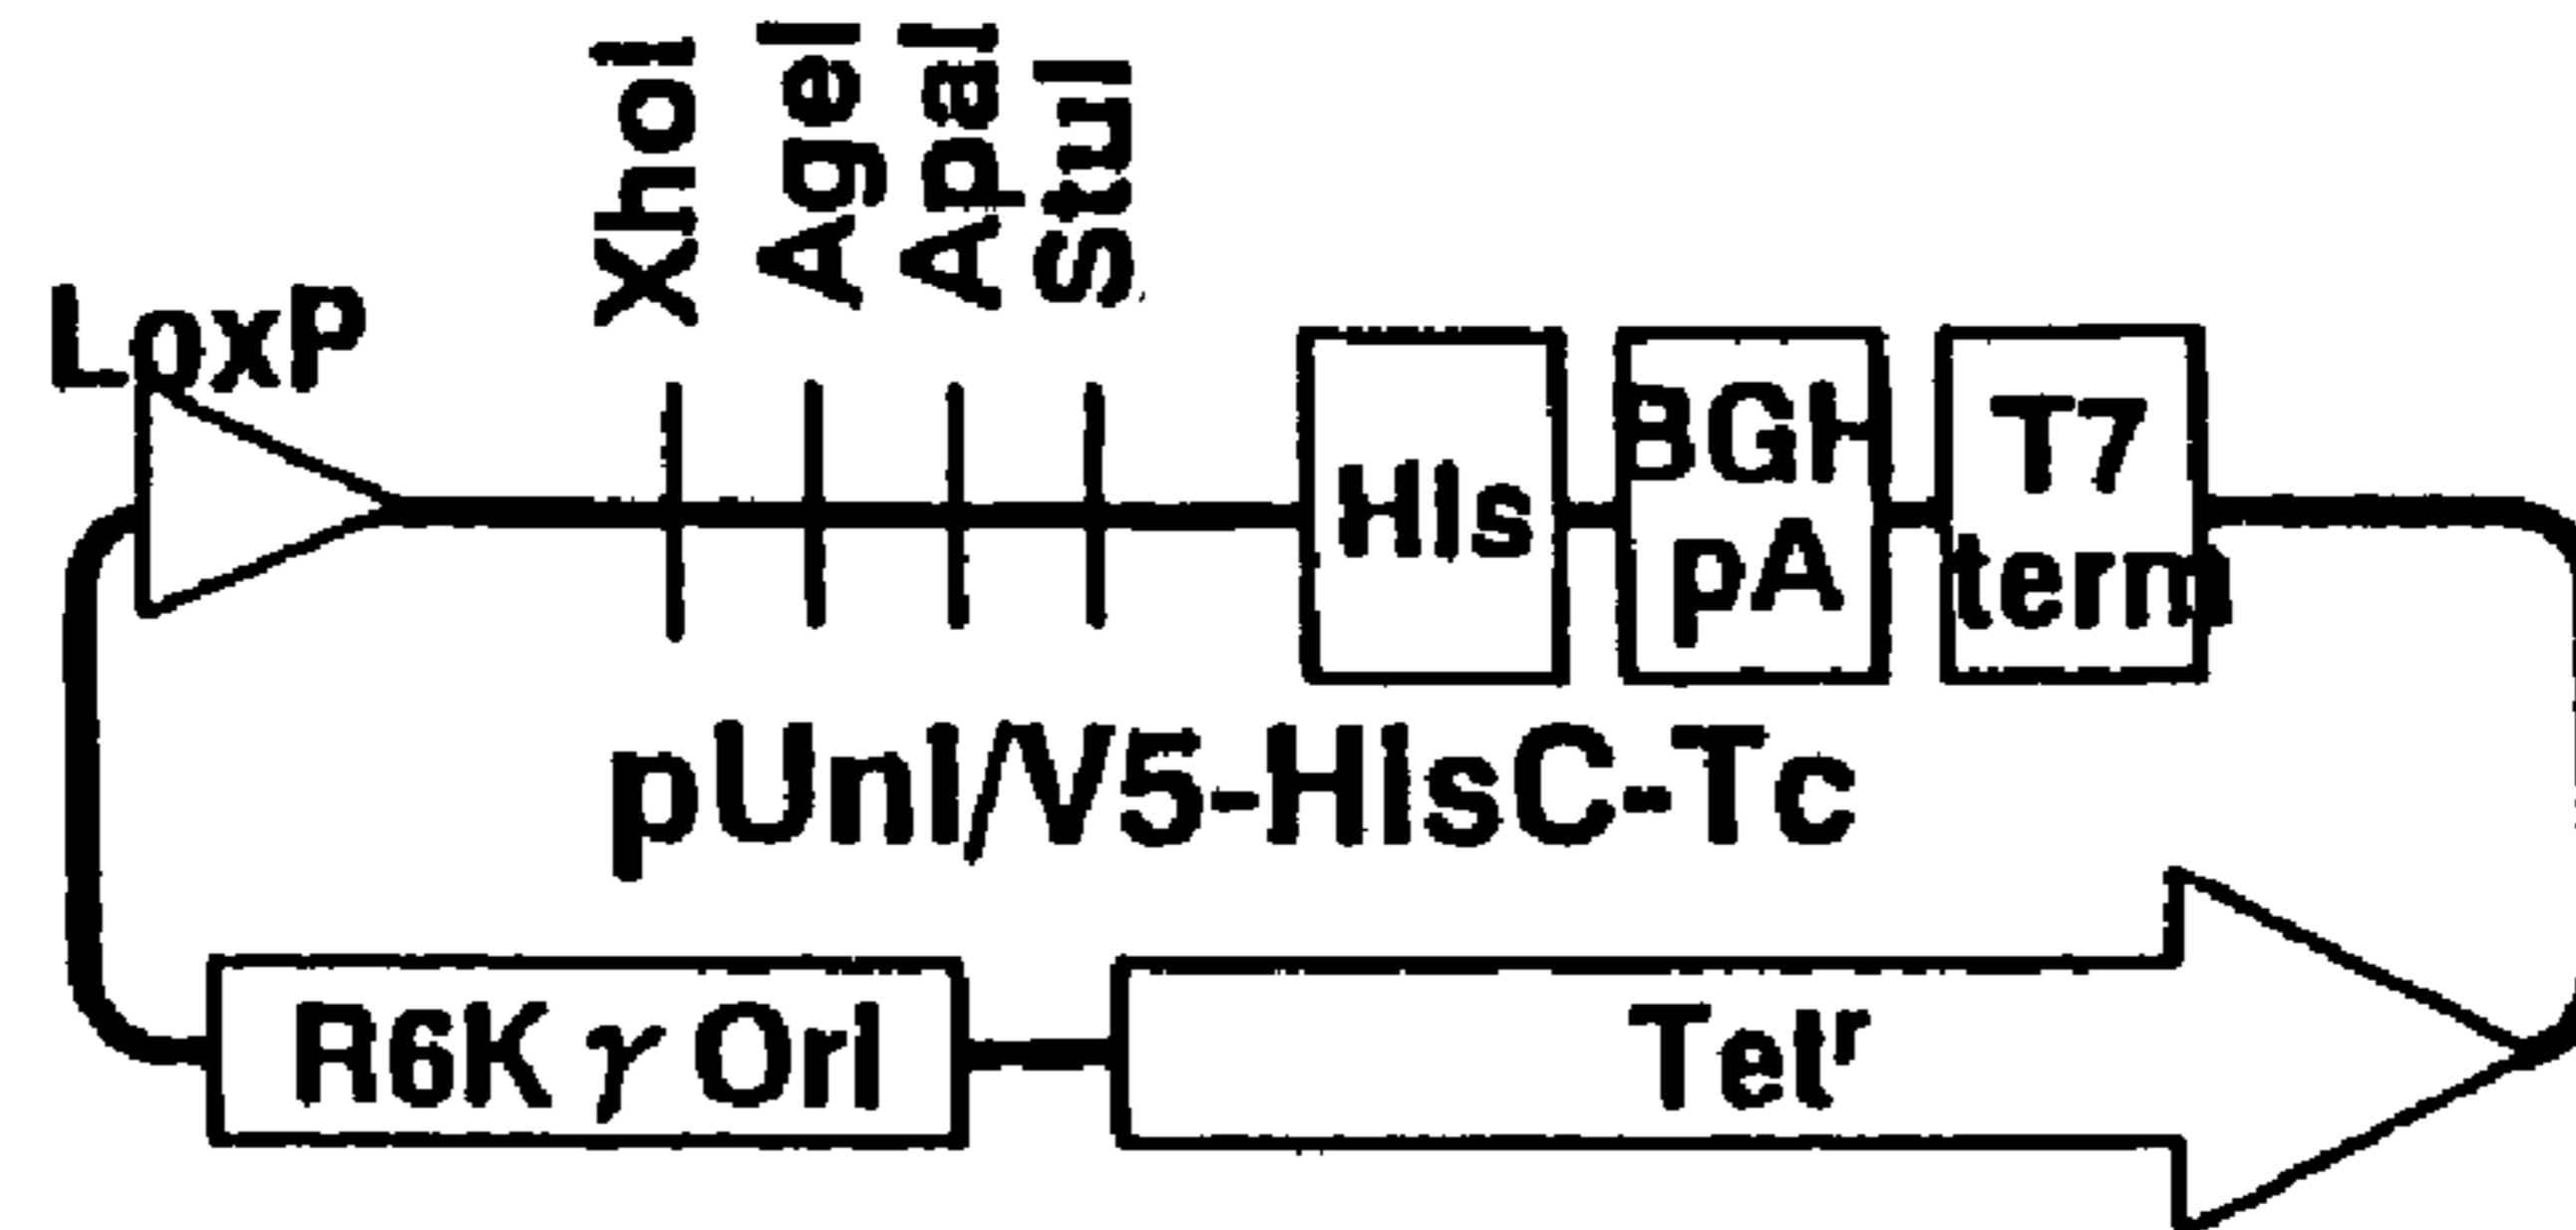 LoxP
XhoI
AgeI
ApaI
StuI
His
BGH
pA
T7
term
pUni/V5-HisC-Tc
R6K γ Ori
Tetʳ